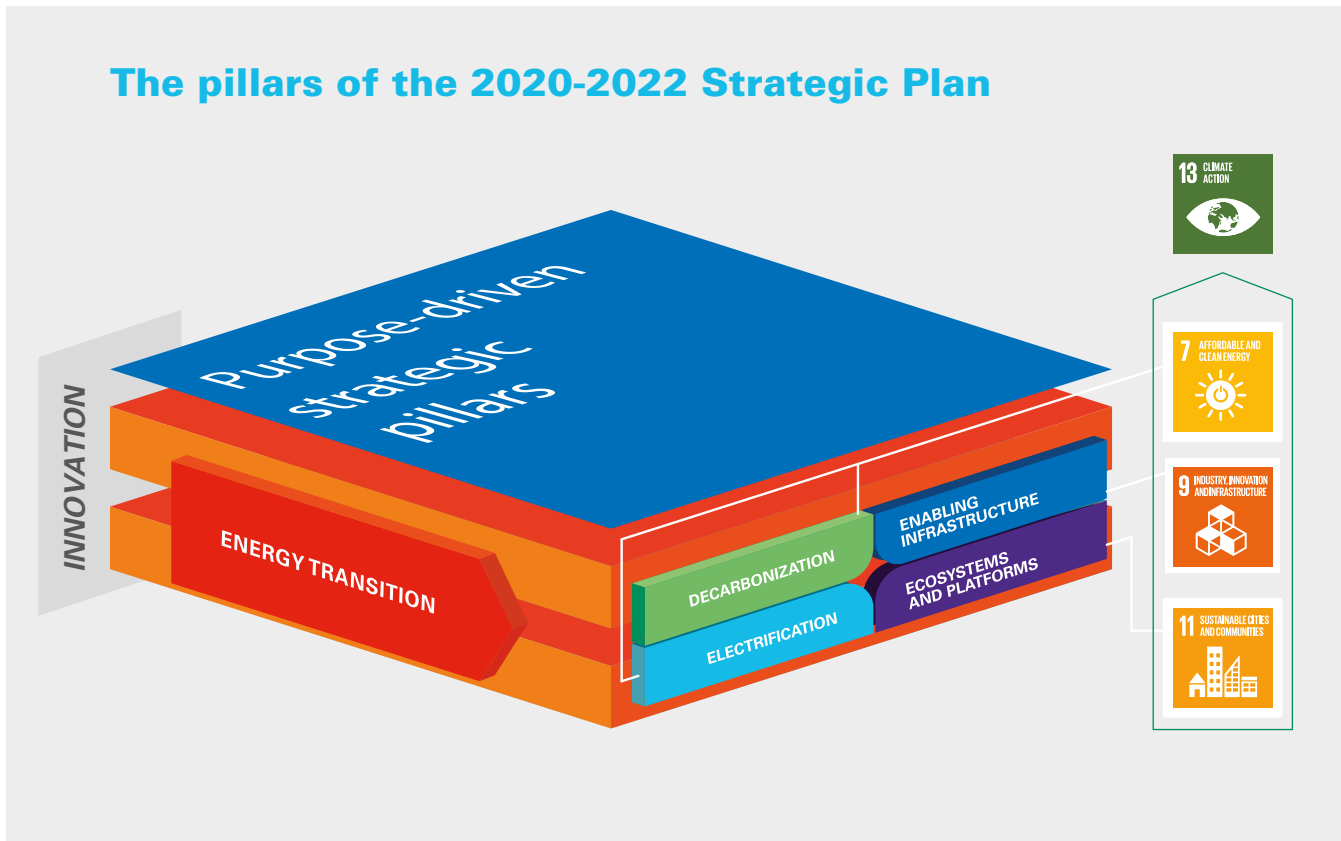 The pillars of the 2020-2022 Strategic Plan
13 CLIMATE
ACTION
Purpose-driven
strategic
pillars
INNOVATION
ENERGY TRANSITION
DECARBONIZATION
ELECTRIFICATION
ENABLING
INFRASTRUCTURE
ECOSYSTEMS
AND PLATFORMS
7 AFFORDABLE AND
CLEAN ENERGY
9 INDUSTRY, INNOVATION
AND INFRASTRUCTURE
11 SUSTAINABLE CITIES
AND COMMUNITIES